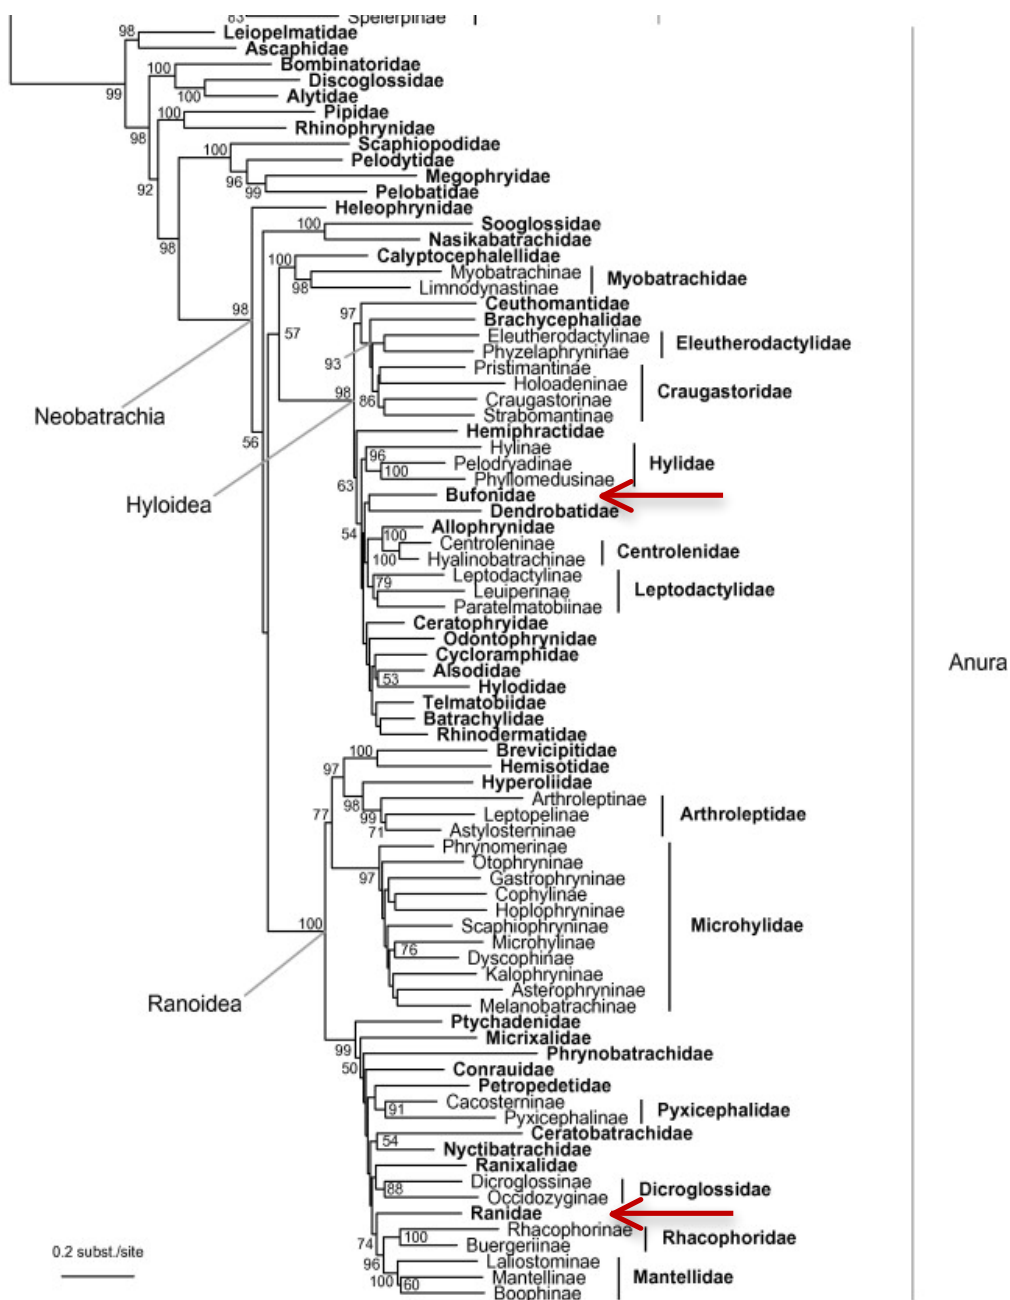 83 Spelerpinae
98 Leiopelmatidae
Ascaphidae
100 Bombinatoridae
99 Discoglossidae
100 Alytidae
98 100 Pipidae
Rhinophrynidae
100 Scaphiopodidae
Pelodytidae
92 96 99 Megophryidae
Pelobatidae
Heleophrynidae
100 Sooglossidae
98 Nasikabatrachidae
100 Calyptocephalellidae
Myobatrachinae Myobatrachidae
98 Limnodynastinae
98 97 Ceuthomantidae
Brachycephalidae
57 Eleutherodactylinae Eleutherodactylidae
Phyzelaphryninae
93 Pristimantinae
Holoadeninae Craugastoridae
98 86 Craugastorinae
Neobatrachia Strabomantinae
Hemiphractidae
56 Hylinae
96 Pelodryadinae Hylidae
100 Phyllomedusinae
63 Bufonidae
Hyloidea Dendrobatidae
54 Allophrynidae
100 Centroleninae Centrolenidae
100 Hyalinobatrachinae
Leptodactylinae
79 Leiuperinae Leptodactylidae
Paratelmatobiinae
Ceratophryidae
Odontophrynidae
Cycloramphidae
Anura
Alsodidae
53 Hylodidae
Telmatobiidae
Batrachylidae
Rhinodermatidae
100 Brevicipitidae
97 Hemisotidae
Hyperoliidae
98 Arthroleptinae
77 99 Leptopelinae Arthroleptidae
71 Astylosterninae
Phrynomerinae
Otophryninae
97 Gastrophryninae
Cophylinae
Hoplophryninae
100 Scaphiophryninae Microhylidae
76 Microhylinae
Dyscophinae
Kalophryninae
Asterophryninae
Ranoidea Melanobatrachinae
Ptychadenidae
Micrixalidae
99 Phrynobatrachidae
50 Conrauidae
Petropedetidae
Cacosterninae
91 Pyxicephalinae Pyxicephalidae
Ceratobatrachidae
54 Nyctibatrachidae
Ranixalidae
Dicroglossinae Dicroglossidae
88 Occidozyginae
Ranidae
Rhacophorinae Rhacophoridae
74 100 Buergeriinae
0.2 subst./site
96 Laliostominae
100 Mantellinae Mantellidae
60 Boophinae